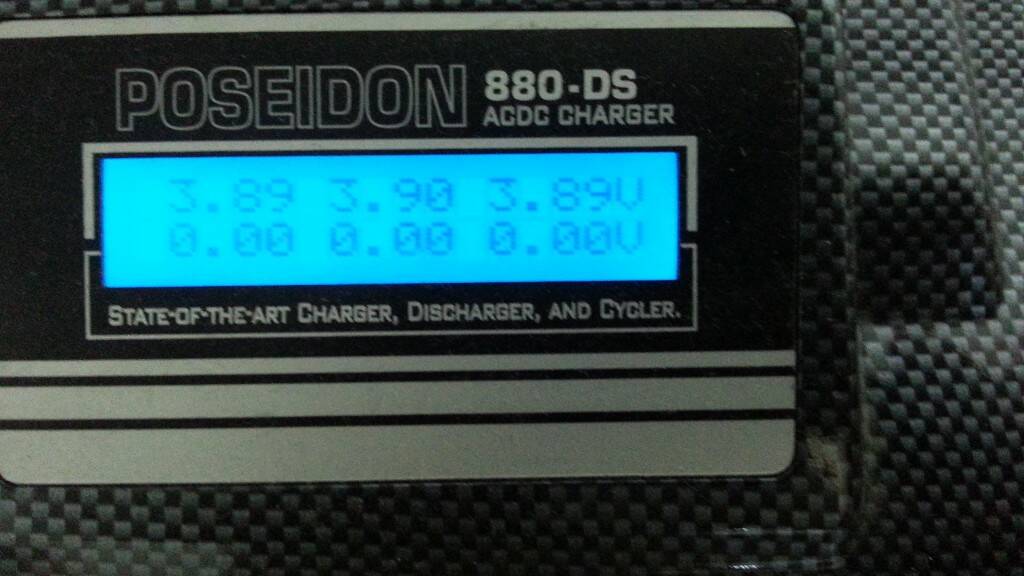 POSEIDON 880-DS
ACDC CHARGER
3.89 3.90 3.89V
0.00 0.00 0.00V
STATE-OF-THE-ART CHARGER, DISCHARGER, AND CYCLER.